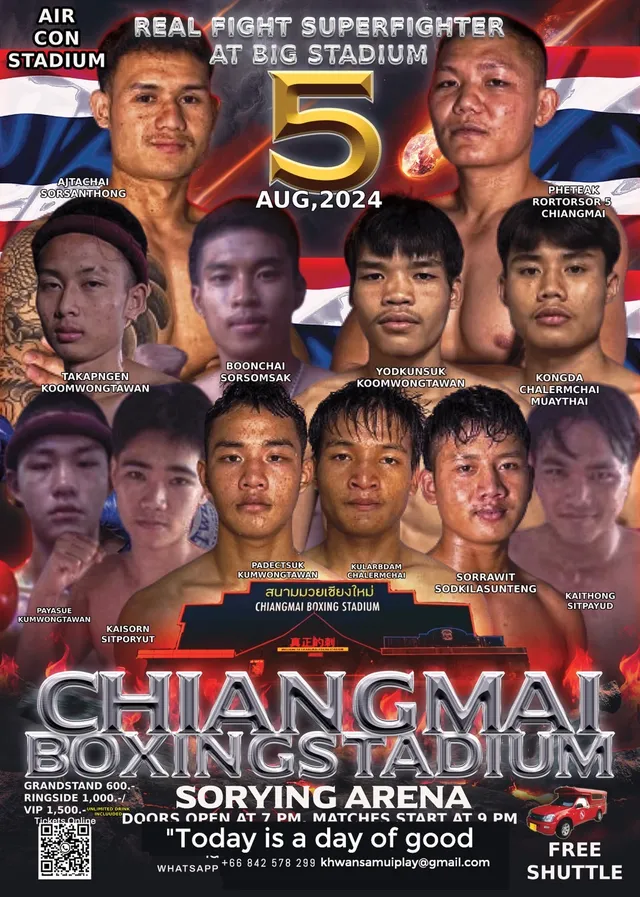 AIR
CON
STADIUM
REAL FIGHT SUPERFIGHTER
AT BIG STADIUM
5
AUG,2024
AJTACHAI
SORSANTHONG
PHETEAK
RORTORSOR.5
CHIANGMAI
TAKAPNGEN
KOOMWONGTAWAN
BOONCHAI
SORSOMSAK
YODKUNSUK
KOOMWONGTAWAN
KONGDA
CHALERMCHAI
MUAYTHAI
PAYASUE
KUMWONGTAWAN
KAISORN
SITPORYUT
PADECTSUK
KUMWONGTAWAN
KULARBDAM
CHALERMCHAI
SORRAWIT
SODKILASUNTENG
KAITHONG
SITPAYUD
สนามมวยเชียงใหม่
CHIANGMAI BOXING STADIUM
CHIANGMAI
BOXINGSTADIUM
GRANDSTAND 600.-
RINGSIDE 1,000.-/
VIP 1,500.- UNLIMITED DRINK
INCLUUDED
Tickets Online
SORYING ARENA
DOORS OPEN AT 7 PM. MATCHES START AT 9 PM
"Today is a day of good
WHATSAPP +66 842 578 299 khwansamuiplay@gmail.com
FREE
SHUTTLE